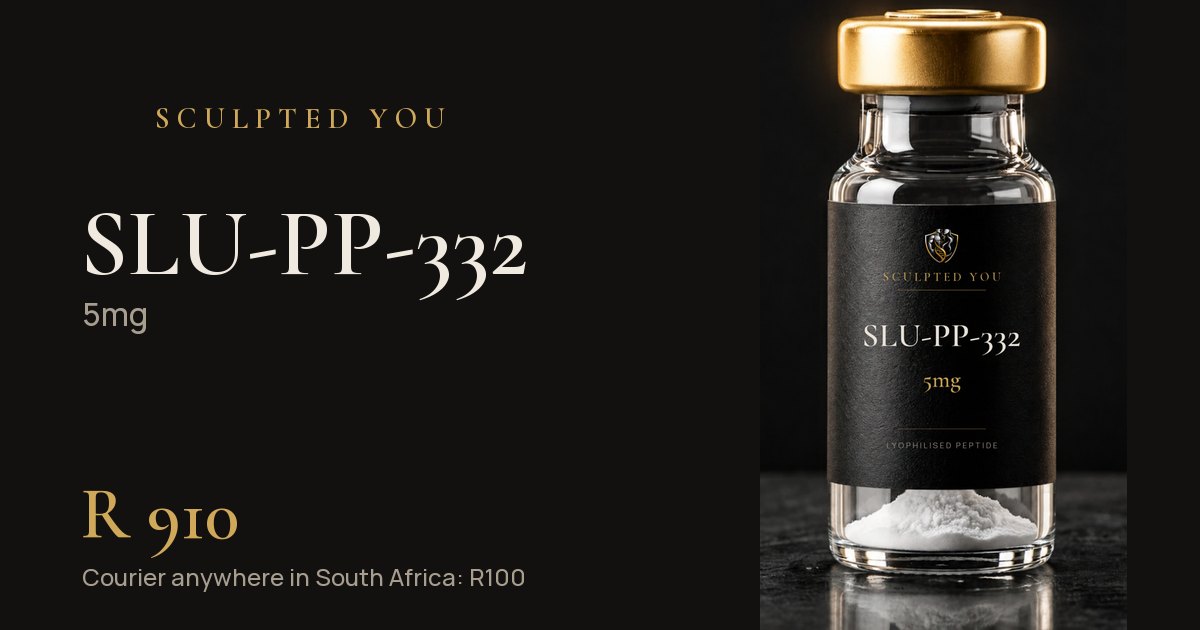 SCULPTED YOU
SLU-PP-332
5mg
R 910
Courier anywhere in South Africa: R100
SCULPTED YOU
SLU-PP-332
5mg
LYOPHILISED PEPTIDE